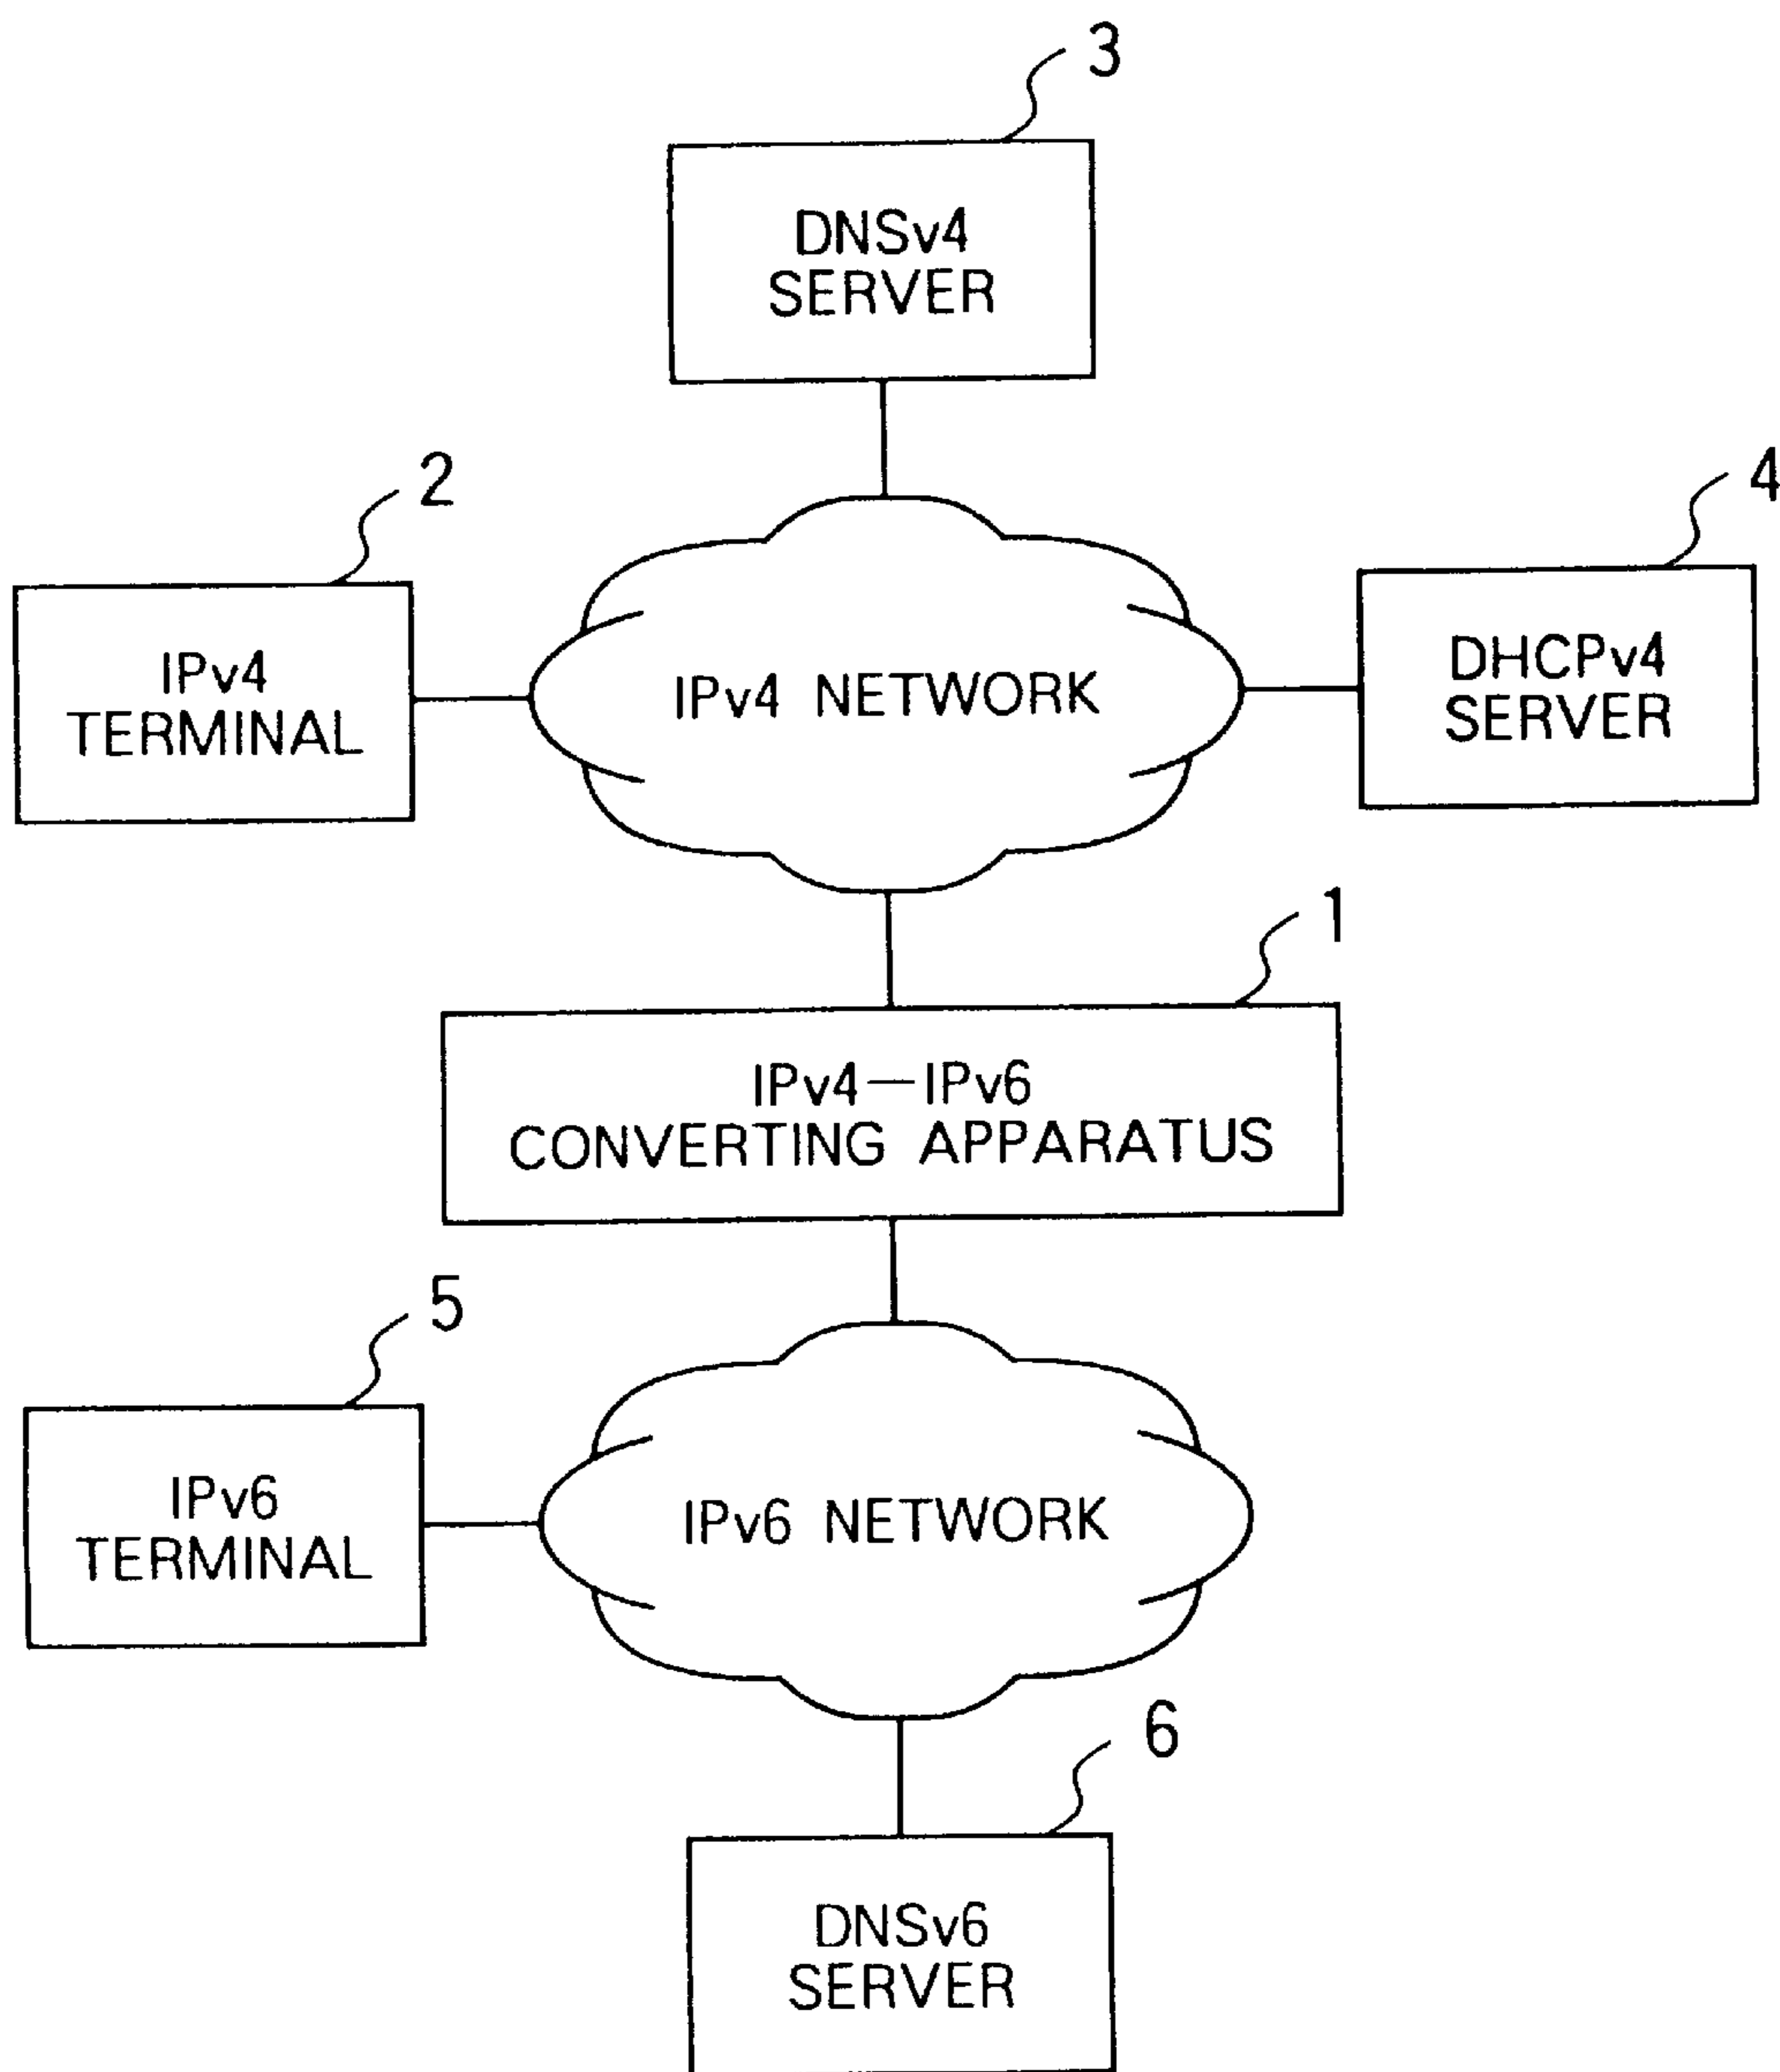 3
DNSv4
SERVER
2
4
IPv4
TERMINAL
IPv4 NETWORK
DHCPv4
SERVER
1
IPv4—IPv6
CONVERTING APPARATUS
5
IPv6
TERMINAL
IPv6 NETWORK
6
DNSv6
SERVER